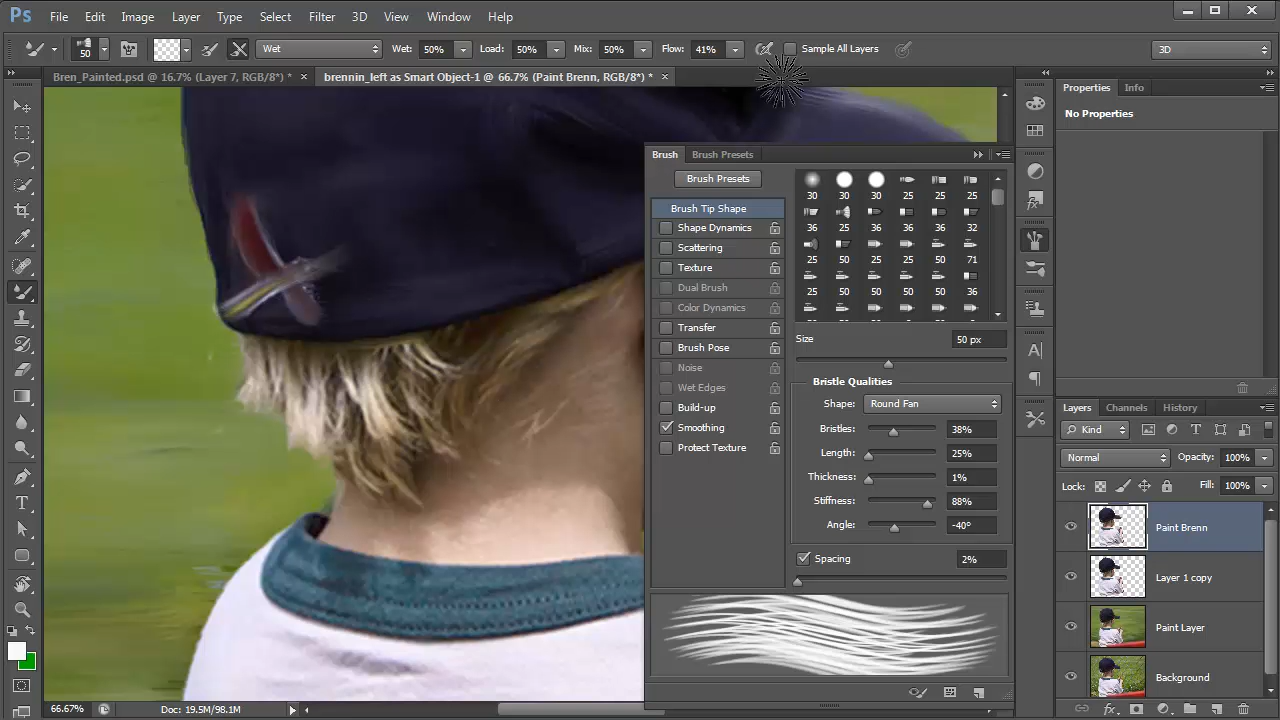 Ps File Edit Image Layer Type Select Filter 3D View Window Help
50 Wet Wet: 50% Load: 50% Mix: 50% Flow: 41% Sample All Layers 3D
Bren_Painted.psd @ 16.7% (Layer 7, RGB/8*) * × brennin_left as Smart Object-1 @ 66.7% (Paint Brenn, RGB/8*) * ×
Properties Info
No Properties
Brush Brush Presets
Brush Presets
Brush Tip Shape
Shape Dynamics
Scattering
Texture
Dual Brush
Color Dynamics
Transfer
Brush Pose
Noise
Wet Edges
Build-up
Smoothing
Protect Texture
30 30 30 25 25 25
36 25 36 36 36 32
25 50 25 25 50 71
25 50 25 50 50 36
Size 50 px
Bristle Qualities
Shape: Round Fan
Bristles: 38%
Length: 25%
Thickness: 1%
Stiffness: 88%
Angle: -40°
Spacing 2%
Layers Channels History
Kind
Normal Opacity: 100%
Lock: Fill: 100%
Paint Brenn
Layer 1 copy
Paint Layer
Background
66.67% Doc: 19.5M/98.1M